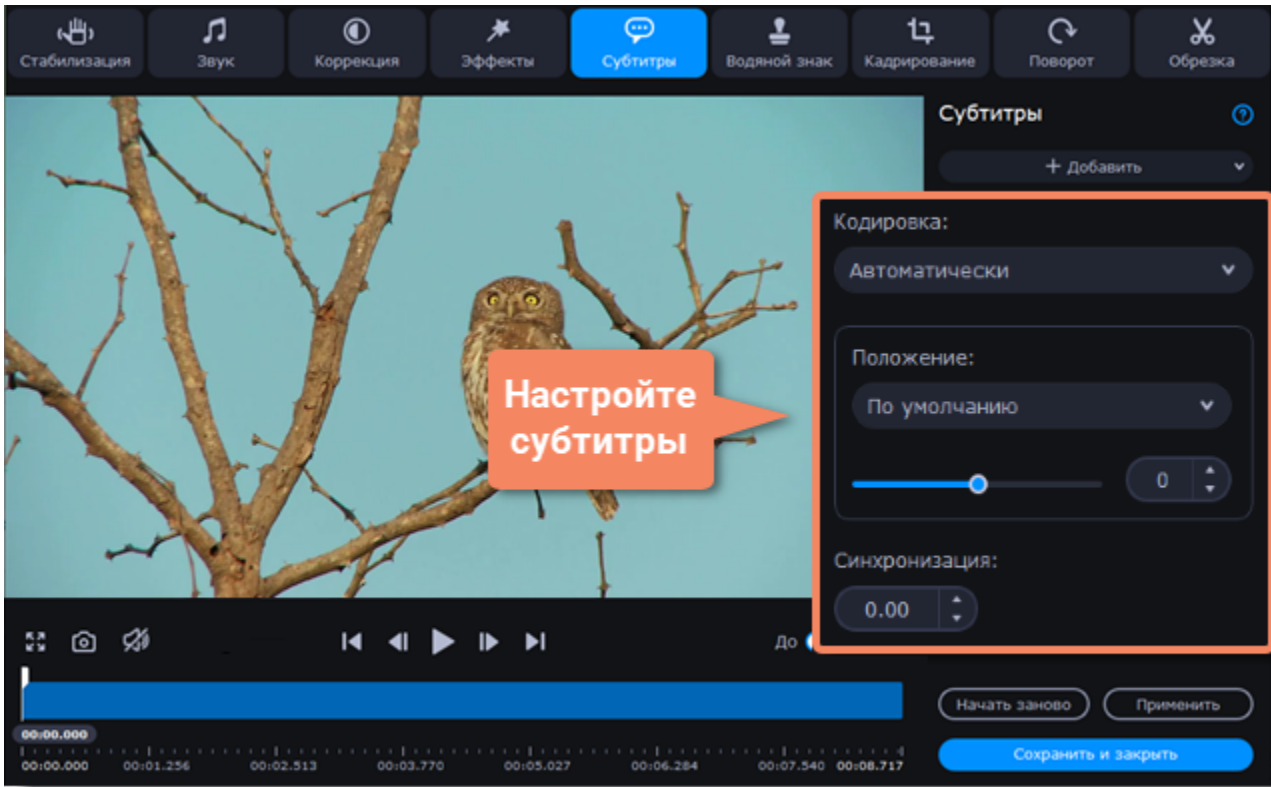 Стабилизация
Звук
Коррекция
Эффекты
Субтитры
Водяной знак
Кадрирование
Поворот
Обрезка
Субтитры
?
+ Добавить
Кодировка:
Автоматически
Положение:
По умолчанию
0
Синхронизация:
0.00
Настройте
субтитры
До
Начать заново
Применить
Сохранить и закрыть
00:00.000
00:00.000 00:01.256 00:02.513 00:03.770 00:05.027 00:06.284 00:07.540 00:08.717